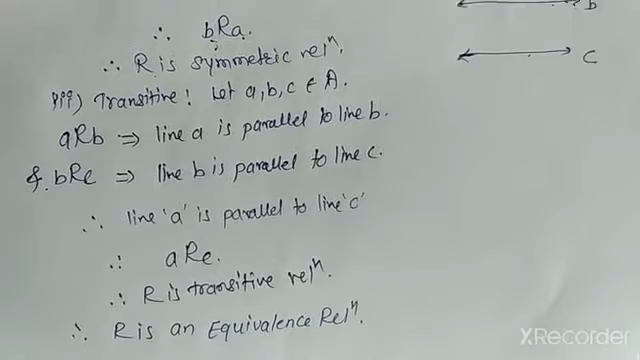 ∴ bRa.
b
∴ R is symmetric relⁿ.
c
iii) Transitive: Let a, b, c ∈ A.
aRb ⇒ line a is parallel to line b.
& bRc ⇒ line b is parallel to line c.
∴ line 'a' is parallel to line 'c'
∴ aRc.
∴ R is transitive relⁿ.
∴ R is an Equivalence Relⁿ.
XRecorder